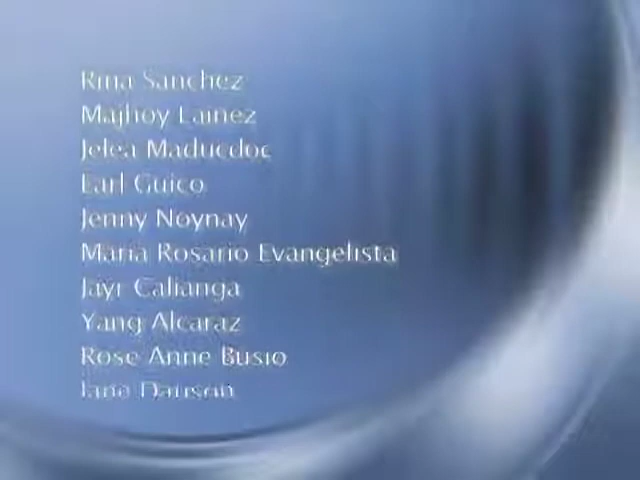 Rina Sanchez
Majhoy Lainez
Jelea Maducdoc
Earl Guico
Jenny Noynay
Maria Rosario Evangelista
Jayr Calianga
Yang Alcaraz
Rose Anne Busio
Jane